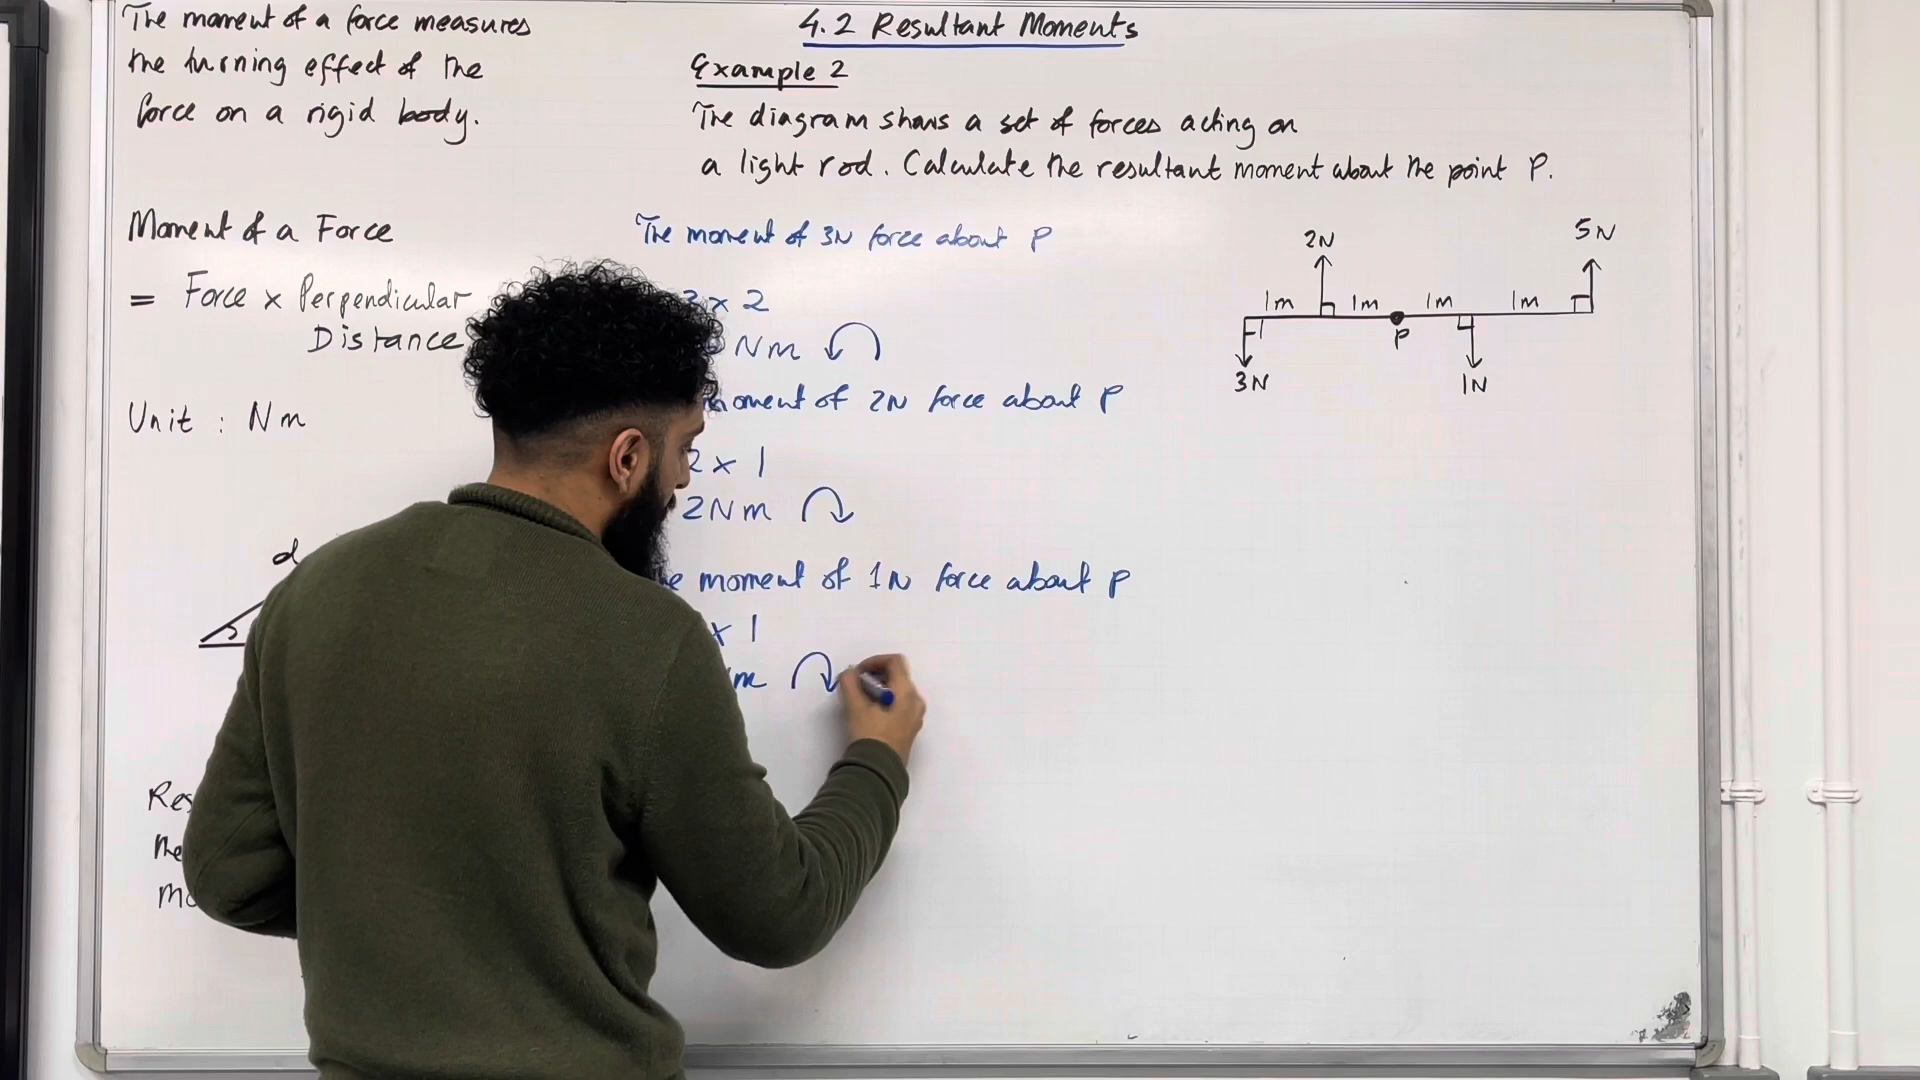 The moment of a force measures
the turning effect of the
force on a rigid body.
Moment of a Force
= Force x Perpendicular
Distance
Unit : Nm
d
4.2 Resultant Moments
Example 2
The diagram shows a set of forces acting on
a light rod. Calculate the resultant moment about the point P.
The moment of 3N force about P
3 x 2
Nm
moment of 2N force about P
2 x 1
2Nm
moment of 1N force about P
x 1
m
2N
5N
1m 1m 1m 1m
P
3N
1N